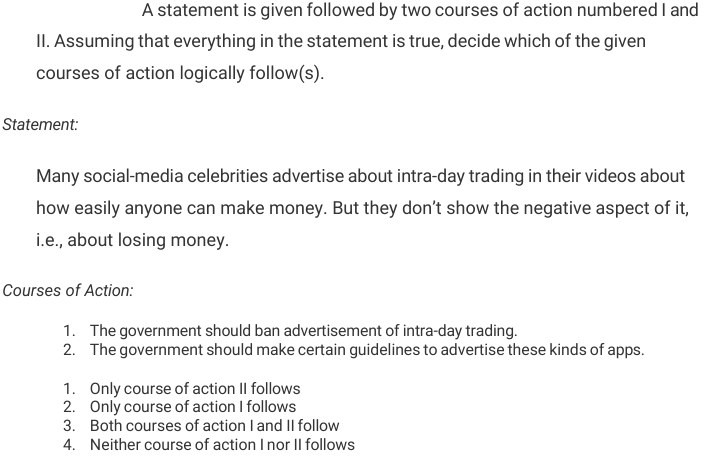 A statement is given followed by two courses of action numbered I and
II. Assuming that everything in the statement is true, decide which of the given
courses of action logically follow(s).
Statement:
Many social-media celebrities advertise about intra-day trading in their videos about
how easily anyone can make money. But they don’t show the negative aspect of it,
i.e., about losing money.
Courses of Action:
1. The government should ban advertisement of intra-day trading.
2. The government should make certain guidelines to advertise these kinds of apps.
1. Only course of action II follows
2. Only course of action I follows
3. Both courses of action I and II follow
4. Neither course of action I nor II follows